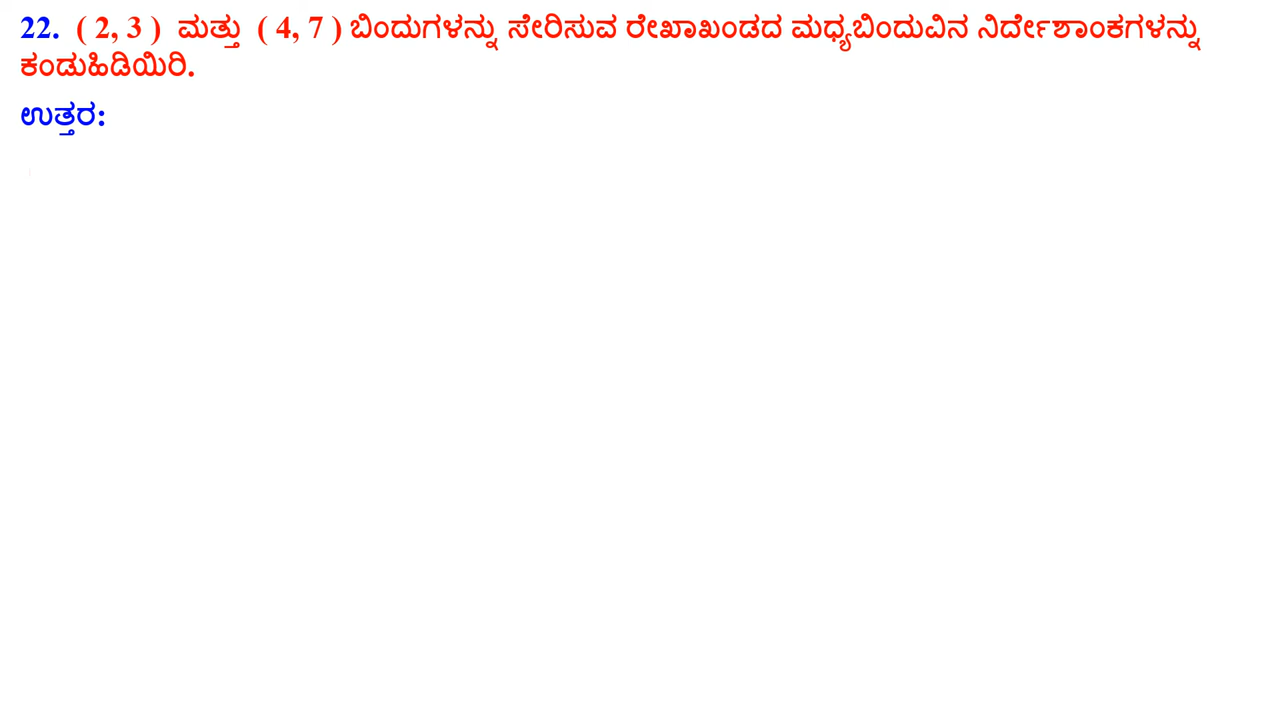 22. ( 2, 3 ) ಮತ್ತು ( 4, 7 ) ಬಿಂದುಗಳನ್ನು ಸೇರಿಸುವ ರೇಖಾಖಂಡದ ಮಧ್ಯಬಿಂದುವಿನ ನಿರ್ದೇಶಾಂಕಗಳನ್ನು
ಕಂಡುಹಿಡಿಯಿರಿ.
ಉತ್ತರ: